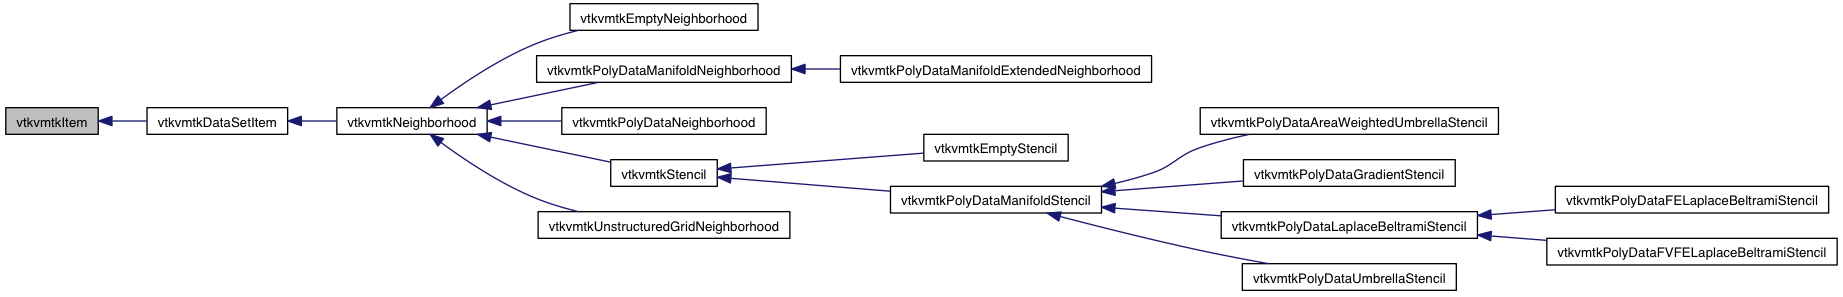 vtkvmtkItem
vtkvmtkDataSetItem
vtkvmtkNeighborhood
vtkvmtkEmptyNeighborhood
vtkvmtkPolyDataManifoldNeighborhood
vtkvmtkPolyDataManifoldExtendedNeighborhood
vtkvmtkPolyDataNeighborhood
vtkvmtkStencil
vtkvmtkEmptyStencil
vtkvmtkPolyDataManifoldStencil
vtkvmtkPolyDataAreaWeightedUmbrellaStencil
vtkvmtkPolyDataGradientStencil
vtkvmtkPolyDataLaplaceBeltramiStencil
vtkvmtkPolyDataFELaplaceBeltramiStencil
vtkvmtkPolyDataFVFELaplaceBeltramiStencil
vtkvmtkPolyDataUmbrellaStencil
vtkvmtkUnstructuredGridNeighborhood